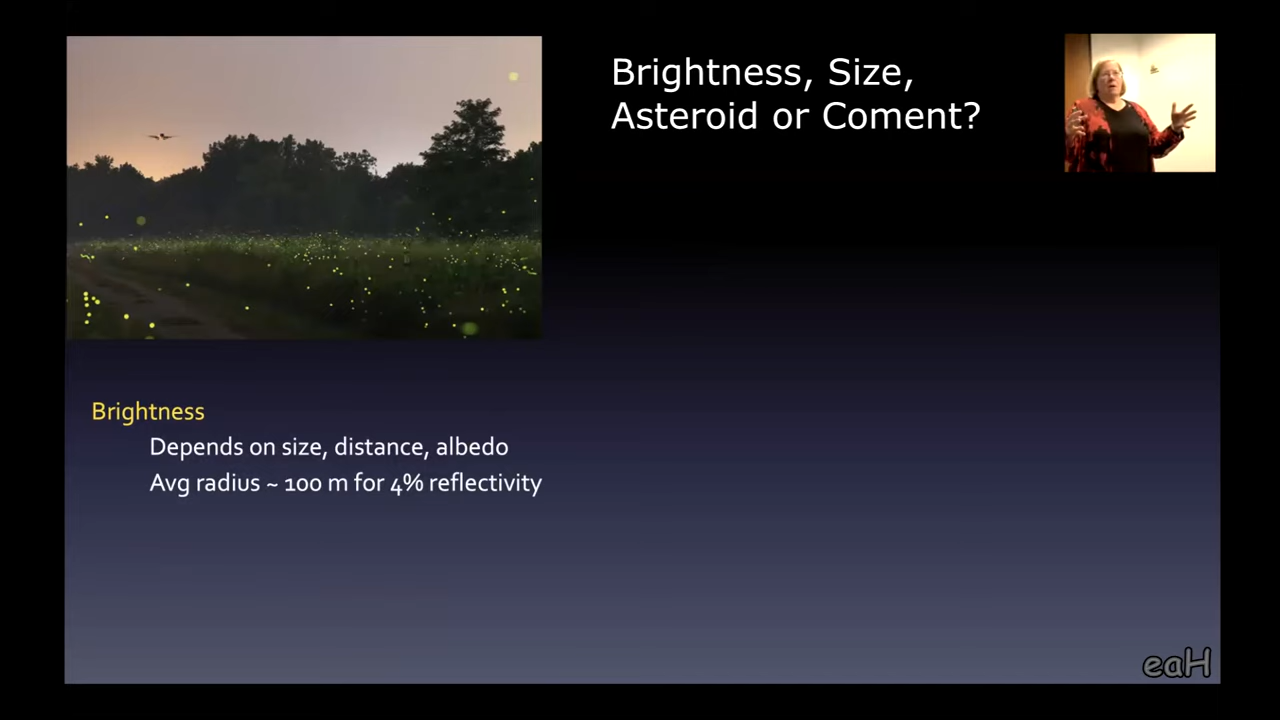 Brightness, Size,
Asteroid or Coment?
Brightness
Depends on size, distance, albedo
Avg radius ~ 100 m for 4% reflectivity
eaH